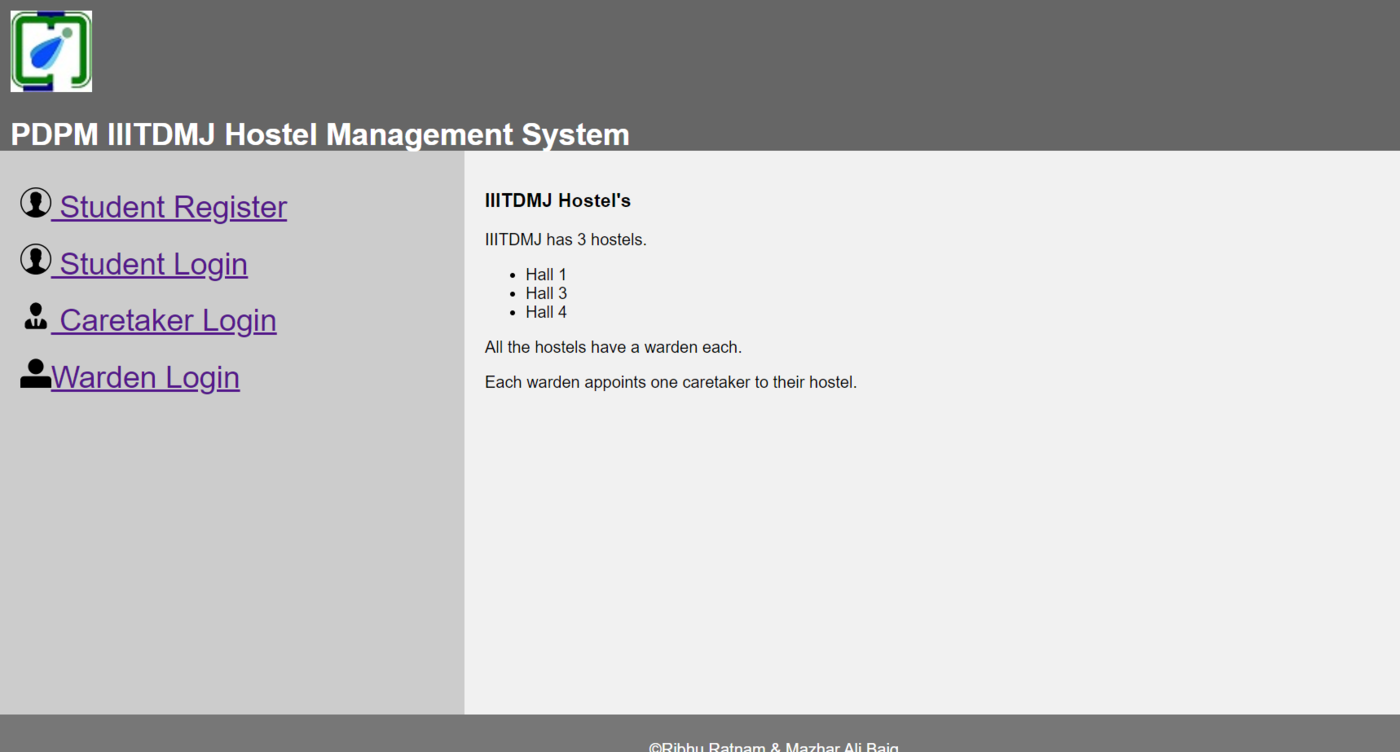 PDPM IIITDMJ Hostel Management System
Student Register
Student Login
Caretaker Login
Warden Login
IIITDMJ Hostel's
IIITDMJ has 3 hostels.
Hall 1
Hall 3
Hall 4
All the hostels have a warden each.
Each warden appoints one caretaker to their hostel.
©Ribhu Ratnam & Mazhar Ali Baig